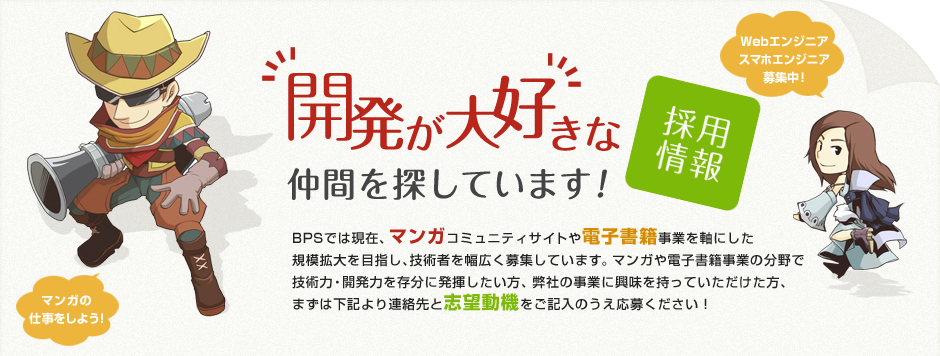 開発が大好きな
仲間を探しています！
採用
情報
Webエンジニア
スマホエンジニア
募集中！
BPSでは現在、マンガコミュニティサイトや電子書籍事業を軸にした
規模拡大を目指し、技術者を幅広く募集しています。マンガや電子書籍事業の分野で
技術力・開発力を存分に発揮したい方、弊社の事業に興味を持っていただけた方、
まずは下記より連絡先と志望動機をご記入のうえ応募ください！
マンガの
仕事をしよう！